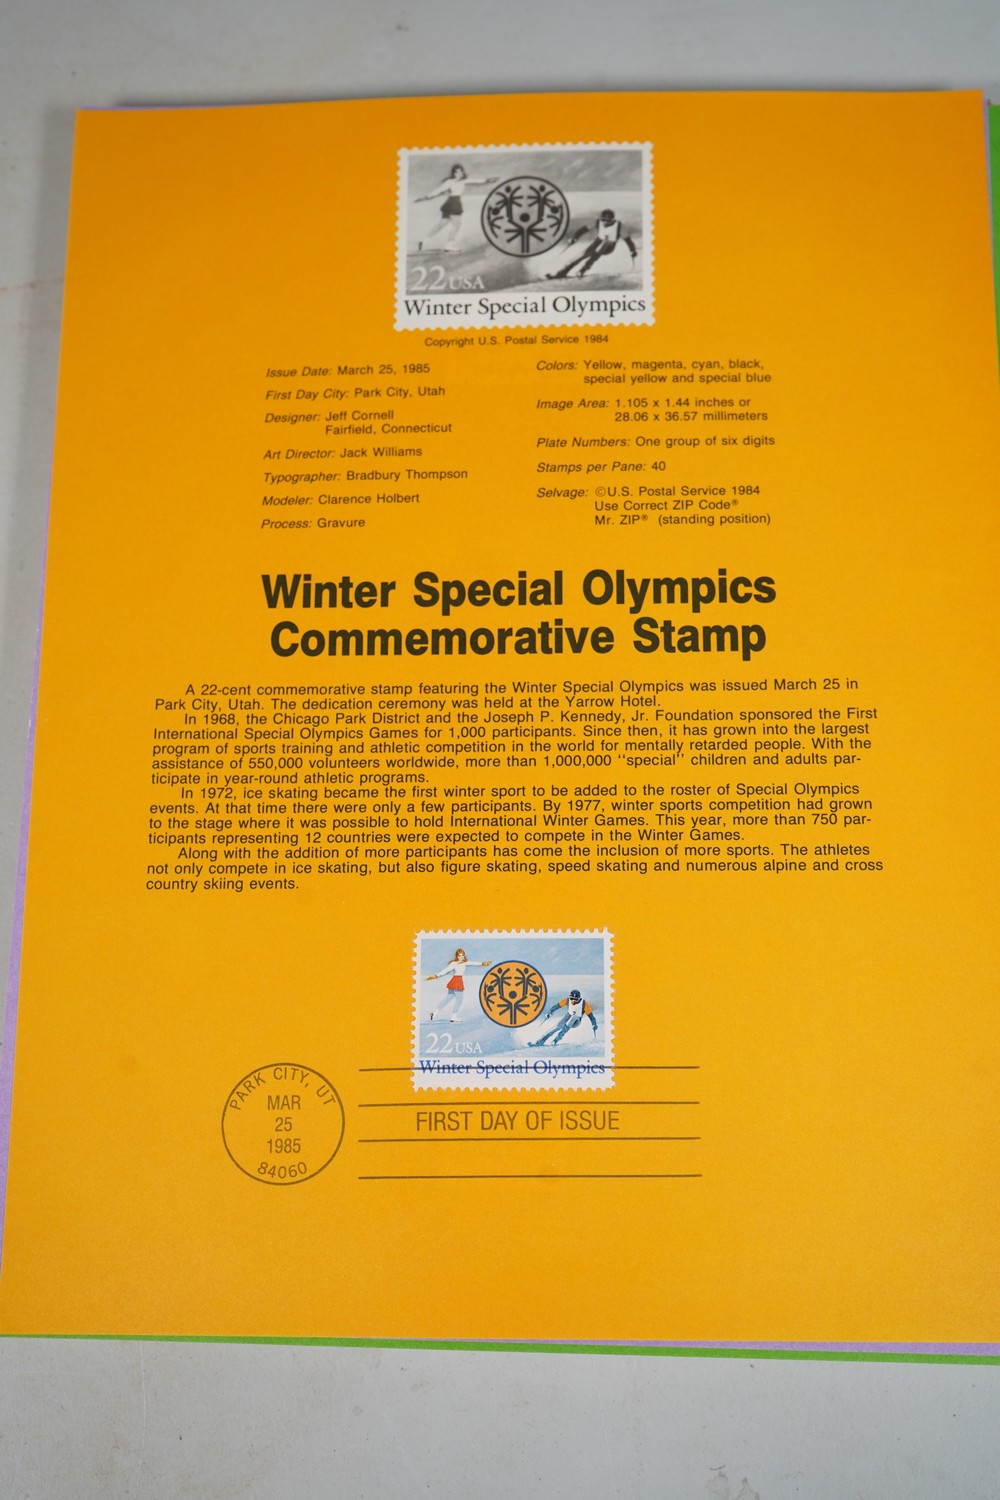 22 USA
Winter Special Olympics
Copyright U.S. Postal Service 1984
Issue Date: March 25, 1985
First Day City: Park City, Utah
Designer: Jeff Cornell
Fairfield, Connecticut
Art Director: Jack Williams
Typographer: Bradbury Thompson
Modeler: Clarence Holbert
Process: Gravure
Colors: Yellow, magenta, cyan, black,
special yellow and special blue
Image Area: 1.105 x 1.44 inches or
28.06 x 36.57 millimeters
Plate Numbers: One group of six digits
Stamps per Pane: 40
Selvage: ©U.S. Postal Service 1984
Use Correct ZIP Code®
Mr. ZIP® (standing position)
Winter Special Olympics
Commemorative Stamp
A 22-cent commemorative stamp featuring the Winter Special Olympics was issued March 25 in
Park City, Utah. The dedication ceremony was held at the Yarrow Hotel.
In 1968, the Chicago Park District and the Joseph P. Kennedy, Jr. Foundation sponsored the First
International Special Olympics Games for 1,000 participants. Since then, it has grown into the largest
program of sports training and athletic competition in the world for mentally retarded people. With the
assistance of 550,000 volunteers worldwide, more than 1,000,000 "special" children and adults par-
ticipate in year-round athletic programs.
In 1972, ice skating became the first winter sport to be added to the roster of Special Olympics
events. At that time there were only a few participants. By 1977, winter sports competition had grown
to the stage where it was possible to hold International Winter Games. This year, more than 750 par-
ticipants representing 12 countries were expected to compete in the Winter Games.
Along with the addition of more participants has come the inclusion of more sports. The athletes
not only compete in ice skating, but also figure skating, speed skating and numerous alpine and cross
country skiing events.
22 USA
Winter Special Olympics
PARK CITY, UT
MAR
25
1985
84060
FIRST DAY OF ISSUE